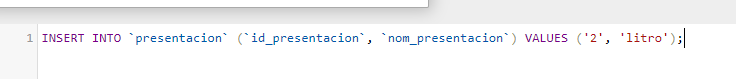 1 INSERT INTO `presentacion` (`id_presentacion`, `nom_presentacion`) VALUES ('2', 'litro');